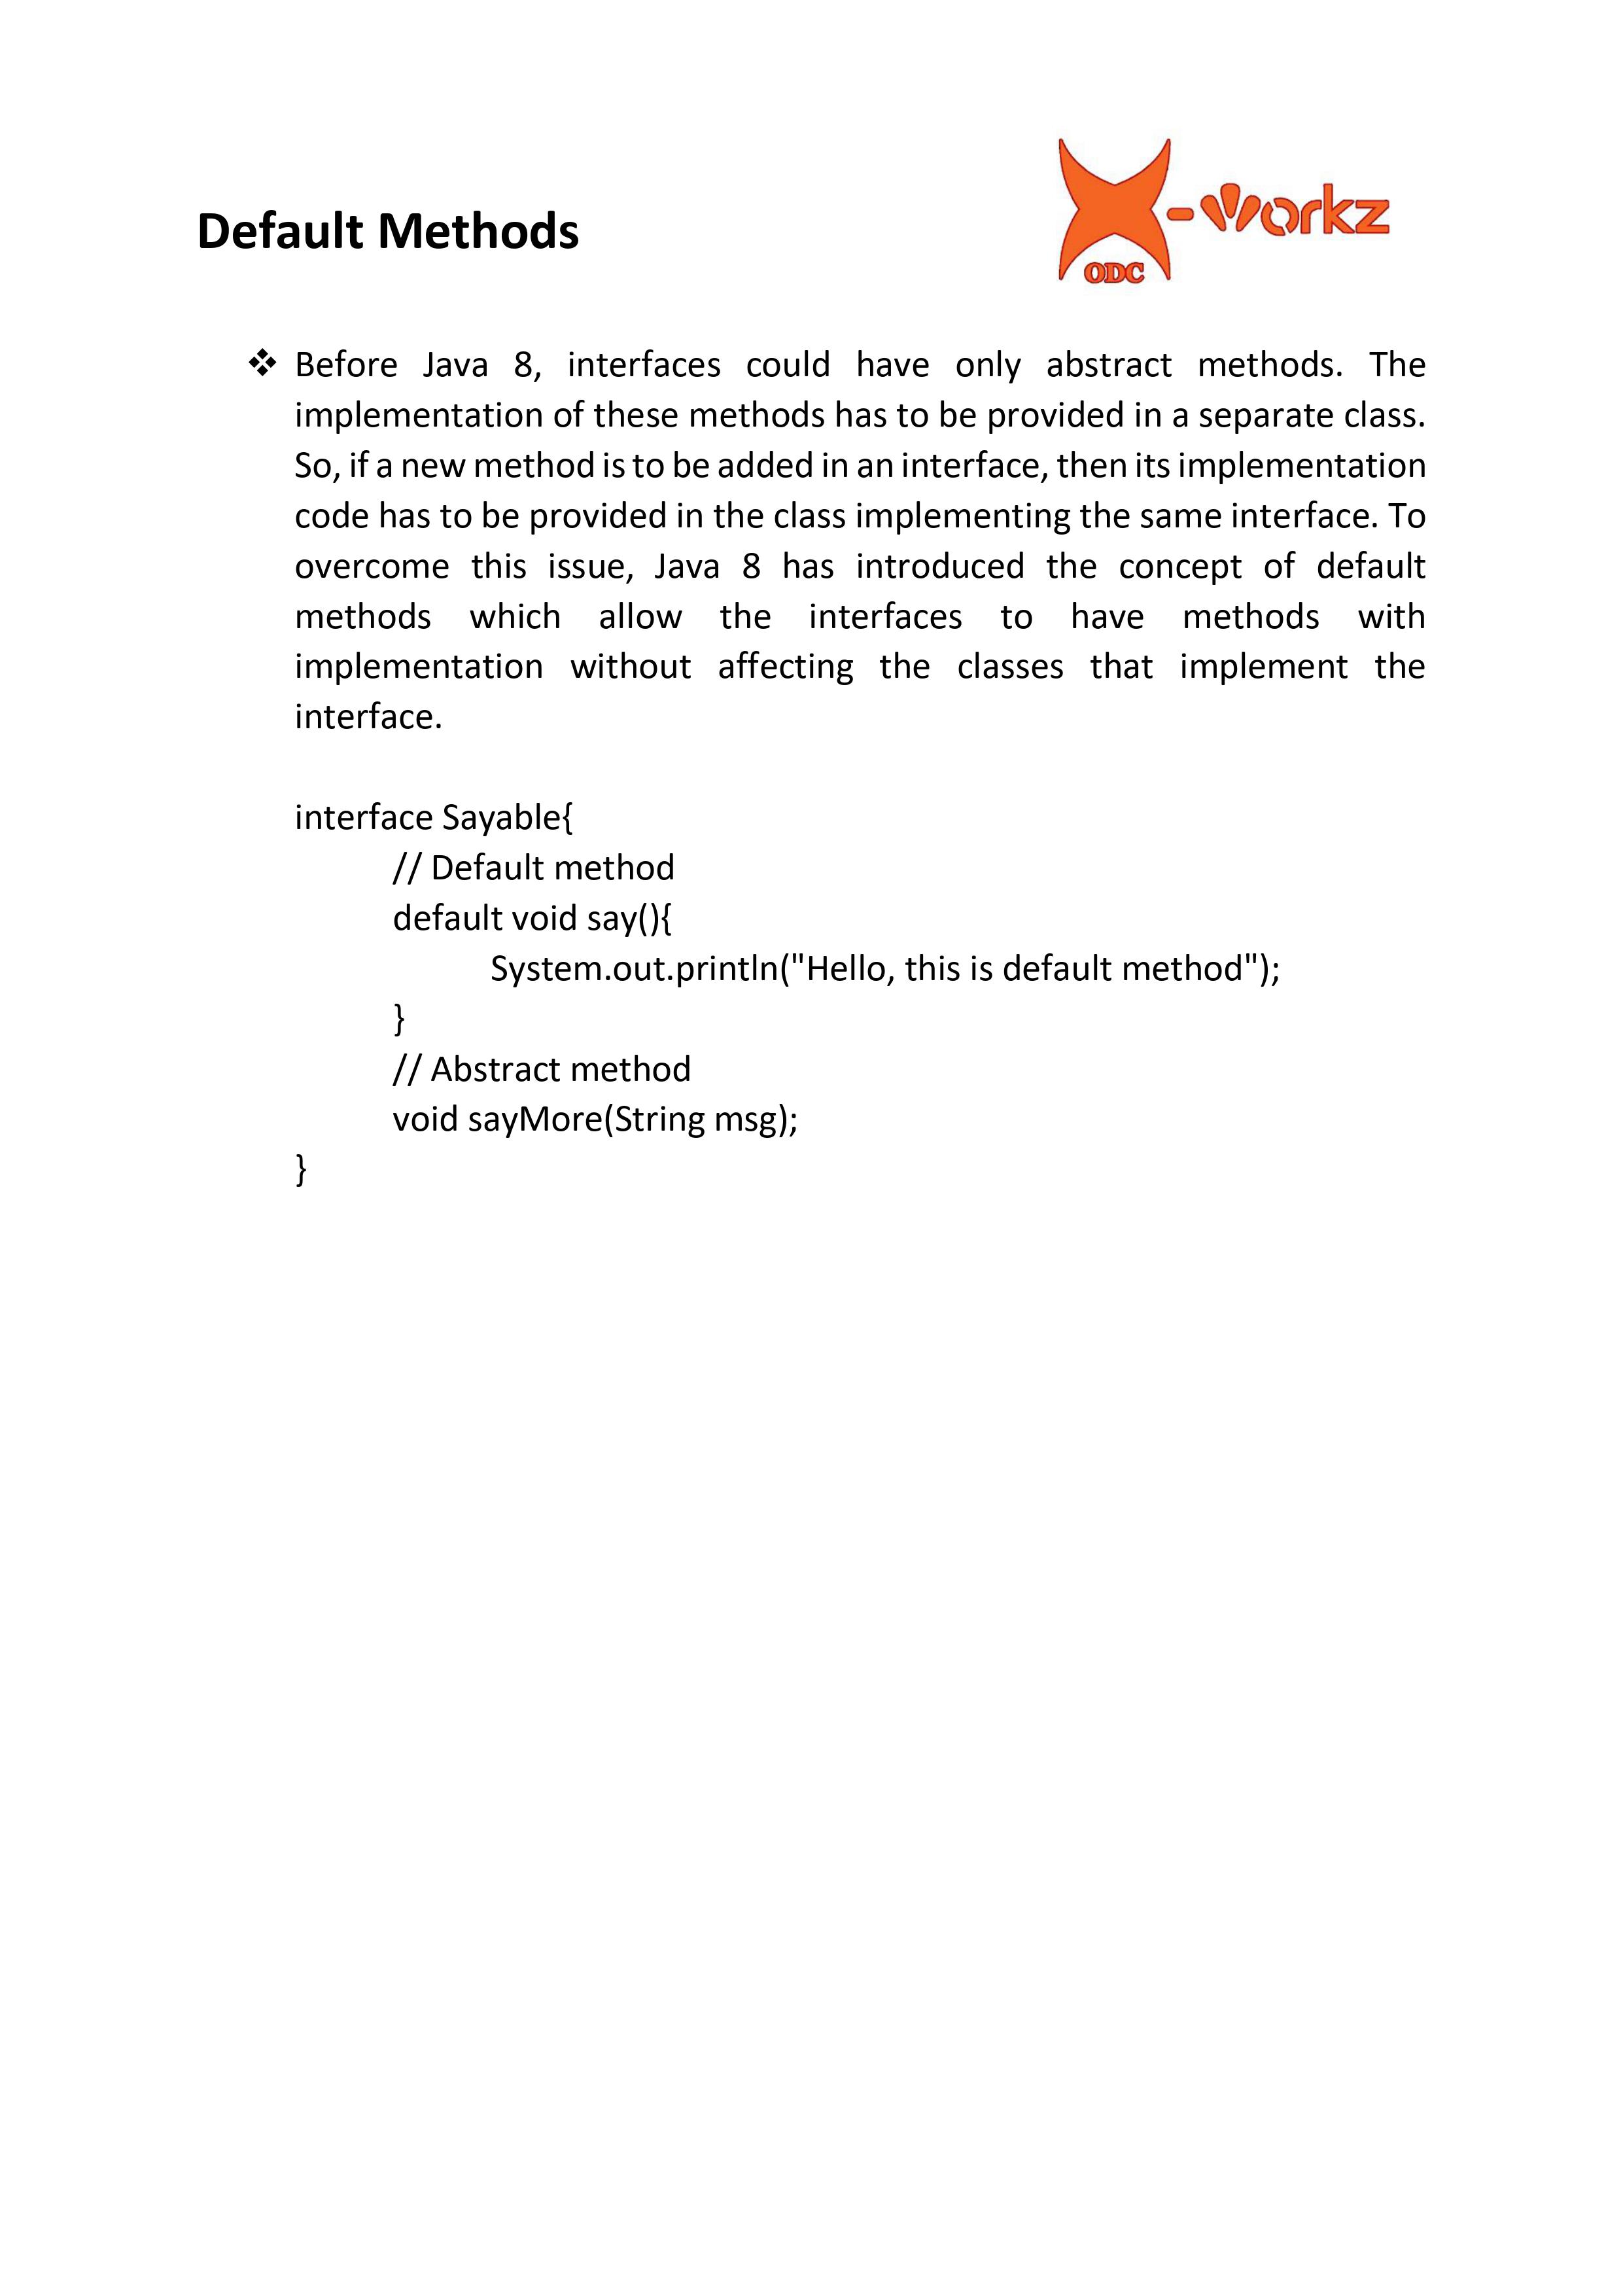 Default Methods
X-workz
ODC
❖ Before Java 8, interfaces could have only abstract methods. The
implementation of these methods has to be provided in a separate class.
So, if a new method is to be added in an interface, then its implementation
code has to be provided in the class implementing the same interface. To
overcome this issue, Java 8 has introduced the concept of default
methods which allow the interfaces to have methods with
implementation without affecting the classes that implement the
interface.
interface Sayable{
// Default method
default void say(){
System.out.println("Hello, this is default method");
}
// Abstract method
void sayMore(String msg);
}